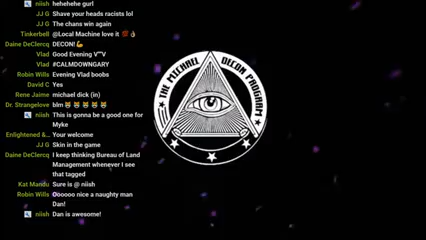 niish hehehehe gurl
JJ G Shave your heads racists lol
JJ G The chans win again
Tinkerbell @Local Machine love it 💯👌
Daine DeClercq DECON!💪
Vlad Good Evening V""V
Vlad #CALMDOWNGARY
Robin Wills Evening Vlad boobs
David C Yes
Rene Jaime michael dick (in)
Dr. Strangelove blm 😹😹😹😹😹
niish This is gonna be a good one for
Myke
Enlightened &... Your welcome
JJ G Skin in the game
Daine DeClercq I keep thinking Bureau of Land
Management whenever I see
that tagged
Kat Mandu Sure is @ niish
Robin Wills Oooooo nice a naughty man
Dan!
niish Dan is awesome!
THE MICHAEL DECON PROGRAM